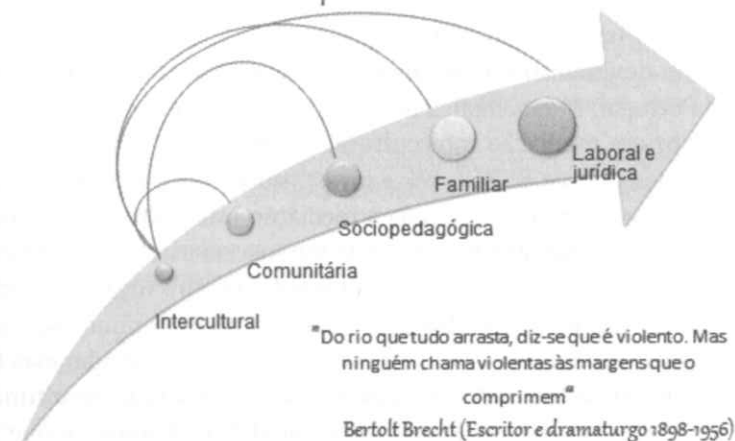 Laboral e
jurídica
Familiar
Sociopedagógica
Comunitária
Intercultural
"Do rio que tudo arrasta, diz-se que é violento. Mas
ninguém chama violentas às margens que o
comprimem"
Bertolt Brecht (Escritor e dramaturgo 1898-1956)